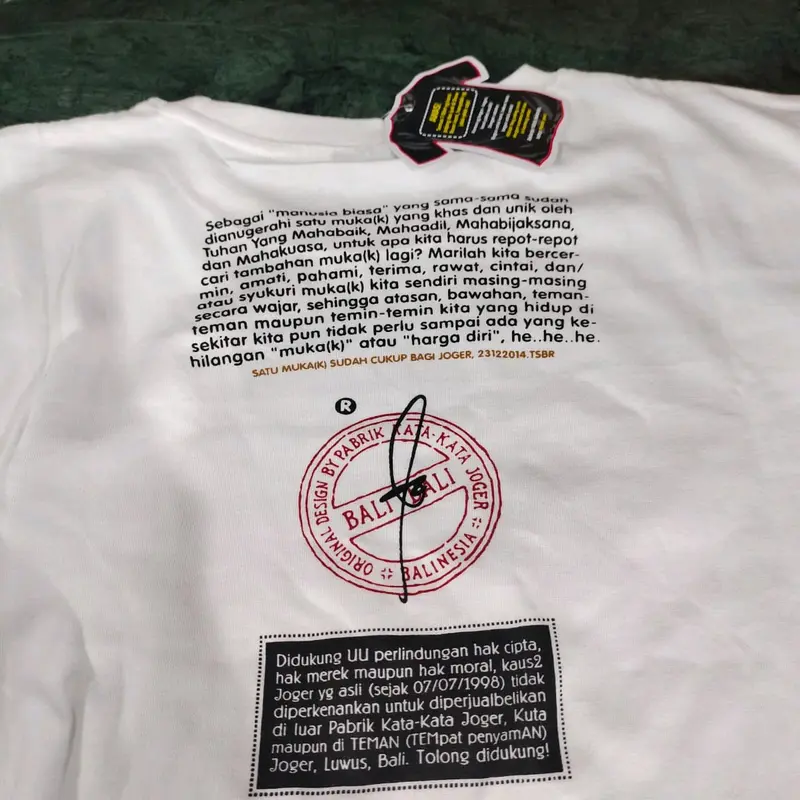 Sebagai "manusia biasa" yang sama-sama sudah
dianugerahi satu muka(k) yang khas dan unik oleh
Tuhan Yang Mahabaik, Mahaadil, Mahabijaksana,
dan Mahakuasa, untuk apa kita harus repot-repot
cari tambahan muka(k) lagi? Marilah kita bercer-
min, amati, pahami, terima, rawat, cintai, dan/
atau syukuri muka(k) kita sendiri masing-masing
secara wajar, sehingga atasan, bawahan, teman-
teman maupun temin-temin kita yang hidup di
sekitar kita pun tidak perlu sampai ada yang ke-
hilangan "muka(k)" atau "harga diri", he..he..he.
SATU MUKA(K) SUDAH CUKUP BAGI JOGER, 23122014.TSBR
®
ORIGINAL DESIGN BY PABRIK KATA-KATA JOGER
BALI BALI
BALINESIA
Didukung UU perlindungan hak cipta,
hak merek maupun hak moral, kaus2
Joger yg asli (sejak 07/07/1998) tidak
diperkenankan untuk diperjualbelikan
di luar Pabrik Kata-Kata Joger, Kuta
maupun di TEMAN (TEMpat penyamAN)
Joger, Luwus, Bali. Tolong didukung!